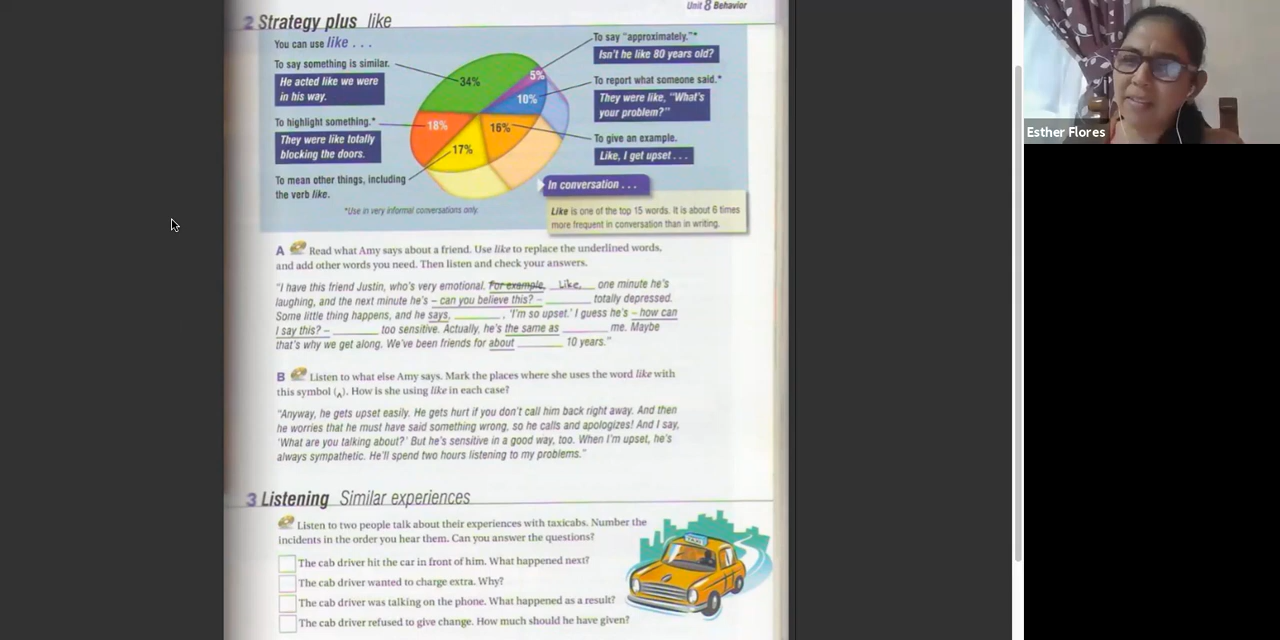 Unit 8 Behavior
2 Strategy plus like
You can use like . . .
To say something is similar.
He acted like we were
in his way.
To highlight something.*
They were like totally
blocking the doors.
To mean other things, including
the verb like.
34%
5%
10%
18%
16%
17%
To say "approximately."*
Isn't he like 80 years old?
To report what someone said.*
They were like, "What's
your problem?"
To give an example.
Like, I get upset . . .
*Use in very informal conversations only.
In conversation . . .
Like is one of the top 15 words. It is about 6 times
more frequent in conversation than in writing.
A Read what Amy says about a friend. Use like to replace the underlined words,
and add other words you need. Then listen and check your answers.
"I have this friend Justin, who's very emotional. For example, Like, one minute he's
laughing, and the next minute he's – can you believe this? – ________ totally depressed.
Some little thing happens, and he says, ________, 'I'm so upset.' I guess he's – how can
I say this? – ________ too sensitive. Actually, he's the same as ________ me. Maybe
that's why we get along. We've been friends for about ________ 10 years."
B Listen to what else Amy says. Mark the places where she uses the word like with
this symbol (^). How is she using like in each case?
"Anyway, he gets upset easily. He gets hurt if you don't call him back right away. And then
he worries that he must have said something wrong, so he calls and apologizes! And I say,
'What are you talking about?' But he's sensitive in a good way, too. When I'm upset, he's
always sympathetic. He'll spend two hours listening to my problems."
3 Listening Similar experiences
Listen to two people talk about their experiences with taxicabs. Number the
incidents in the order you hear them. Can you answer the questions?
The cab driver hit the car in front of him. What happened next?
The cab driver wanted to charge extra. Why?
The cab driver was talking on the phone. What happened as a result?
The cab driver refused to give change. How much should he have given?
TAXI
Esther Flores